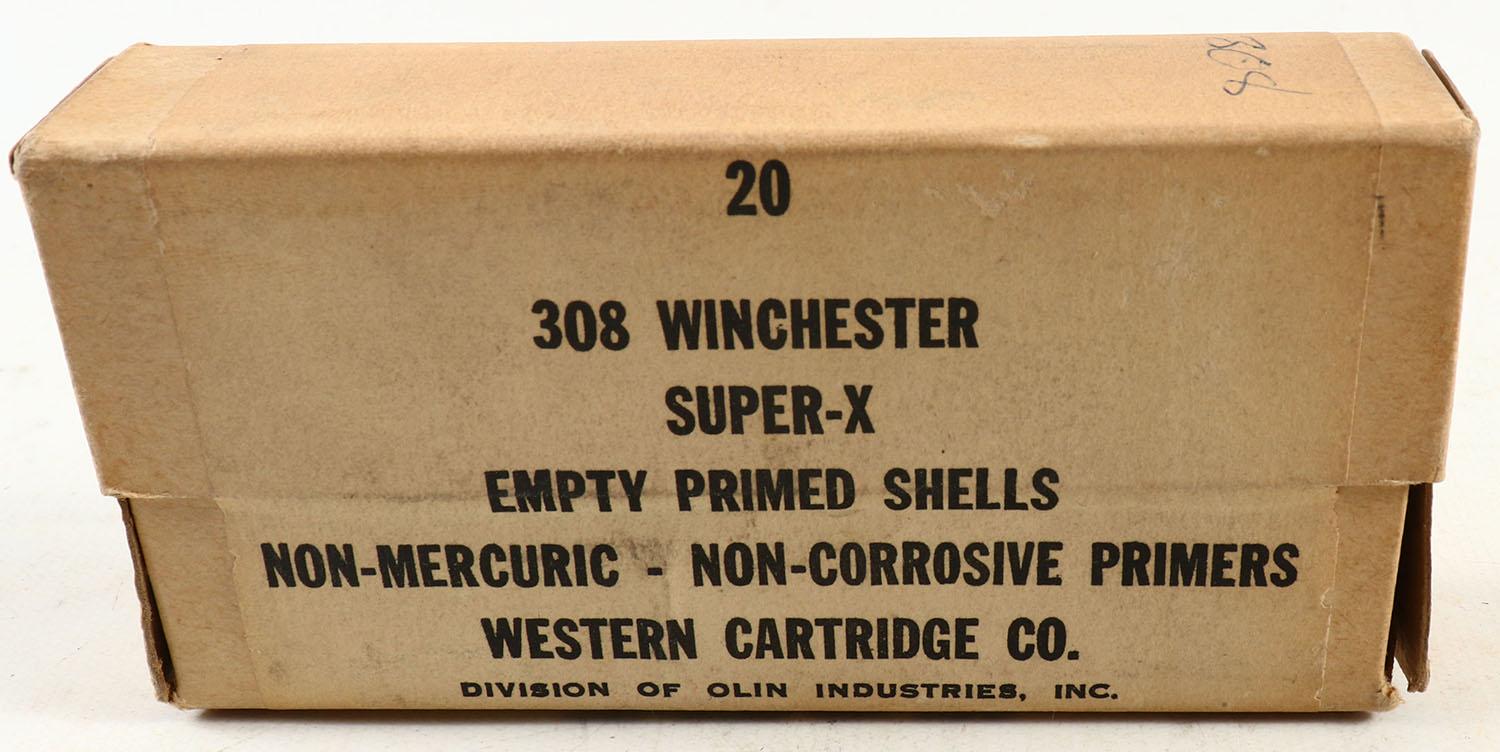 20
308 WINCHESTER
SUPER-X
EMPTY PRIMED SHELLS
NON-MERCURIC - NON-CORROSIVE PRIMERS
WESTERN CARTRIDGE CO.
DIVISION OF OLIN INDUSTRIES, INC.